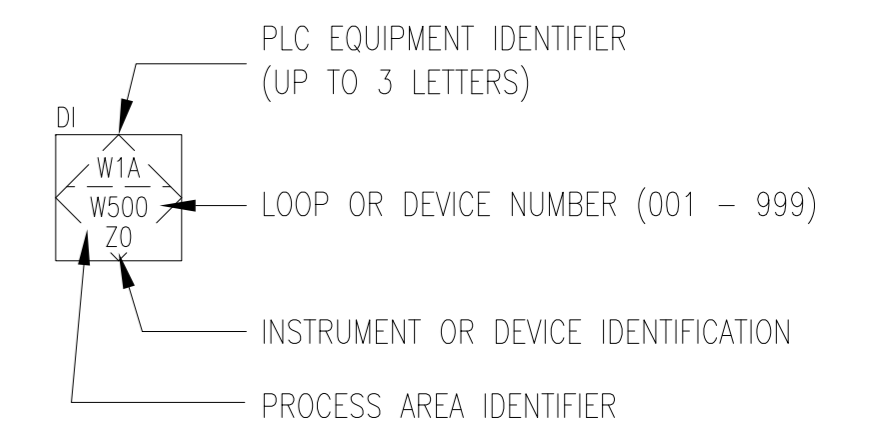 PLC EQUIPMENT IDENTIFIER
(UP TO 3 LETTERS)
DI
W1A
W500
ZO
LOOP OR DEVICE NUMBER (001 – 999)
INSTRUMENT OR DEVICE IDENTIFICATION
PROCESS AREA IDENTIFIER